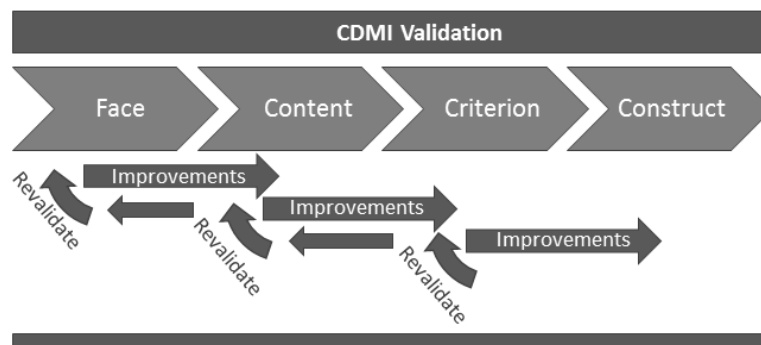 CDMI Validation
Face
Content
Criterion
Construct
Improvements
Revalidate
Improvements
Revalidate
Improvements
Revalidate